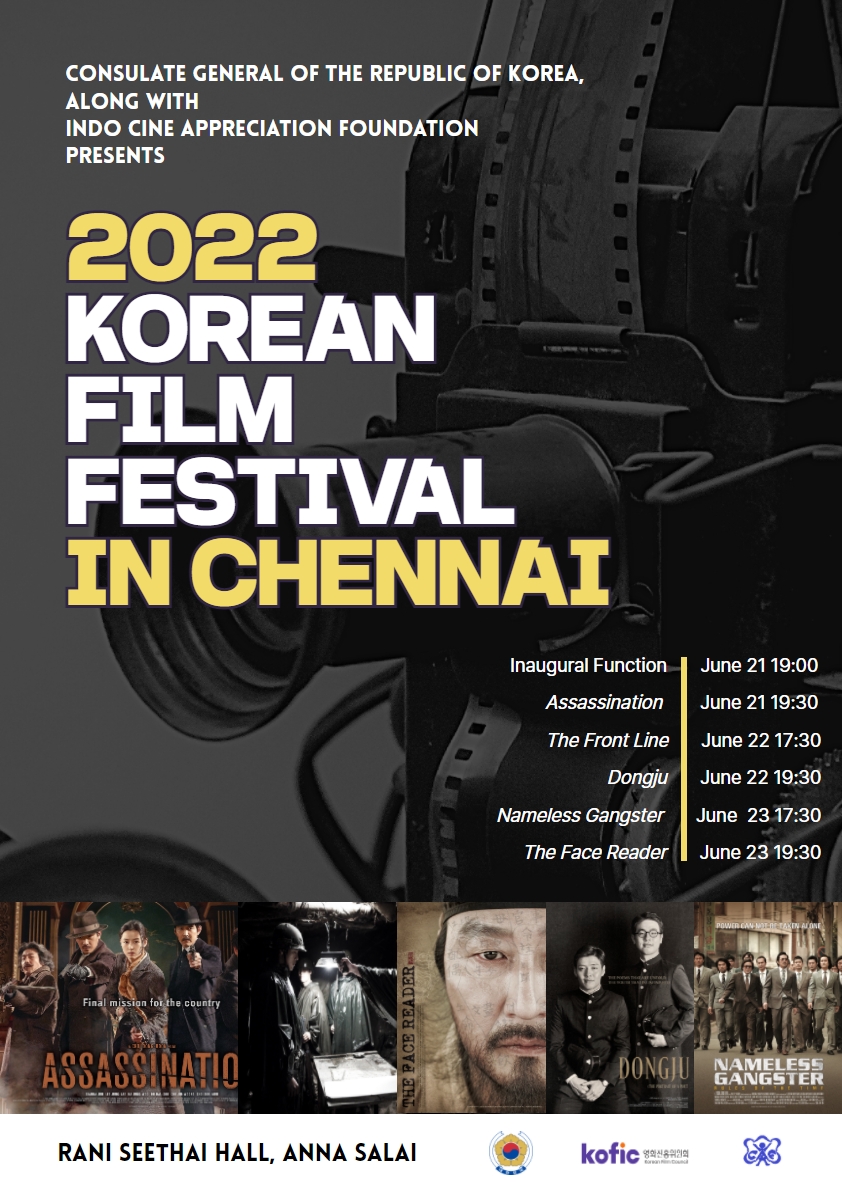 CONSULATE GENERAL OF THE REPUBLIC OF KOREA,
ALONG WITH
INDO CINE APPRECIATION FOUNDATION
PRESENTS
2022
KOREAN
FILM
FESTIVAL
IN CHENNAI
Inaugural Function June 21 19:00
Assassination June 21 19:30
The Front Line June 22 17:30
Dongju June 22 19:30
Nameless Gangster June 23 17:30
The Face Reader June 23 19:30
Final mission for the country
ASSASSINATIO
THE FACE READER
DONGJU
POWER CAN NOT BE TAKEN ALONE
NAMELESS
GANGSTER
RULES OF THE TIME
RANI SEETHAI HALL, ANNA SALAI
kofic 영화진흥위원회
Korean Film Council